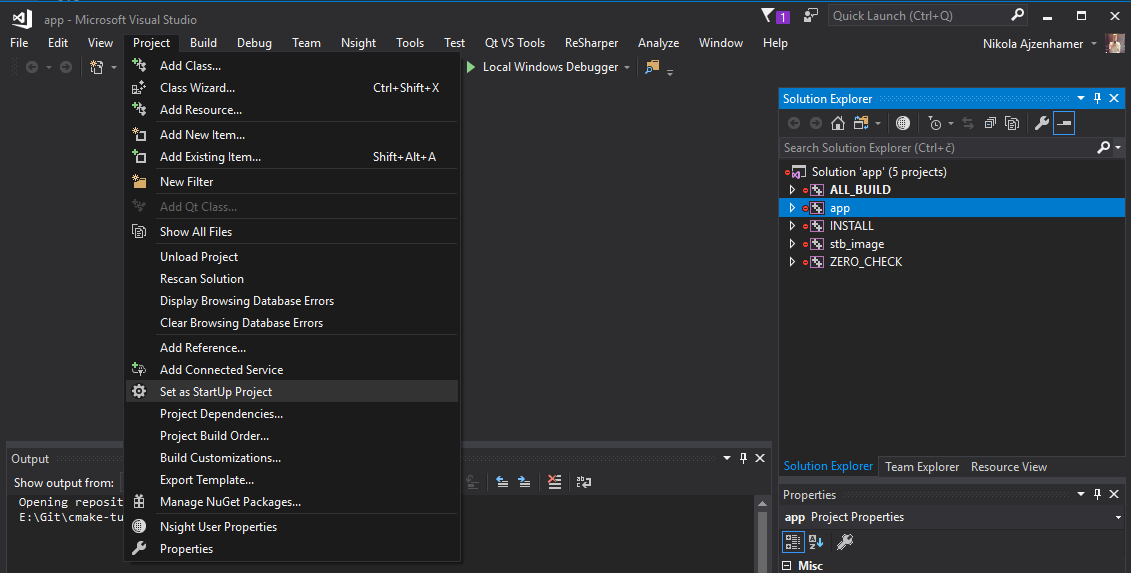 app - Microsoft Visual Studio
1
Quick Launch (Ctrl+Q)
File Edit View Project Build Debug Team Nsight Tools Test Qt VS Tools ReSharper Analyze Window Help
Nikola Ajzenhamer
Local Windows Debugger
Add Class...
Class Wizard... Ctrl+Shift+X
Add Resource...
Add New Item...
Add Existing Item... Shift+Alt+A
New Filter
Add Qt Class...
Show All Files
Unload Project
Rescan Solution
Display Browsing Database Errors
Clear Browsing Database Errors
Add Reference...
Add Connected Service
Set as StartUp Project
Project Dependencies...
Project Build Order...
Build Customizations...
Export Template...
Manage NuGet Packages...
Nsight User Properties
Properties
Output
Show output from:
Opening reposit
E:\Git\cmake-tu
Solution Explorer
Search Solution Explorer (Ctrl+č)
Solution 'app' (5 projects)
ALL_BUILD
app
INSTALL
stb_image
ZERO_CHECK
Solution Explorer Team Explorer Resource View
Properties
app Project Properties
Misc